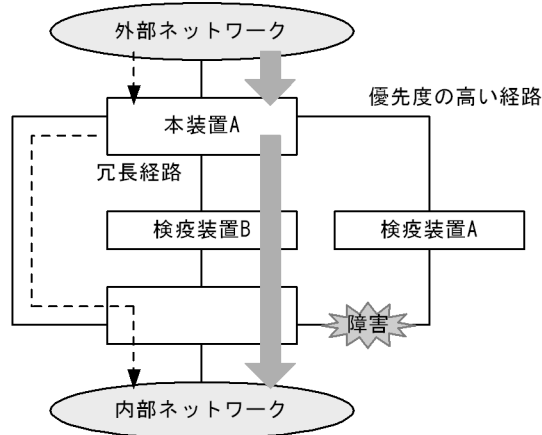 外部ネットワーク
優先度の高い経路
本装置A
冗長経路
検疫装置B
検疫装置A
障害
内部ネットワーク